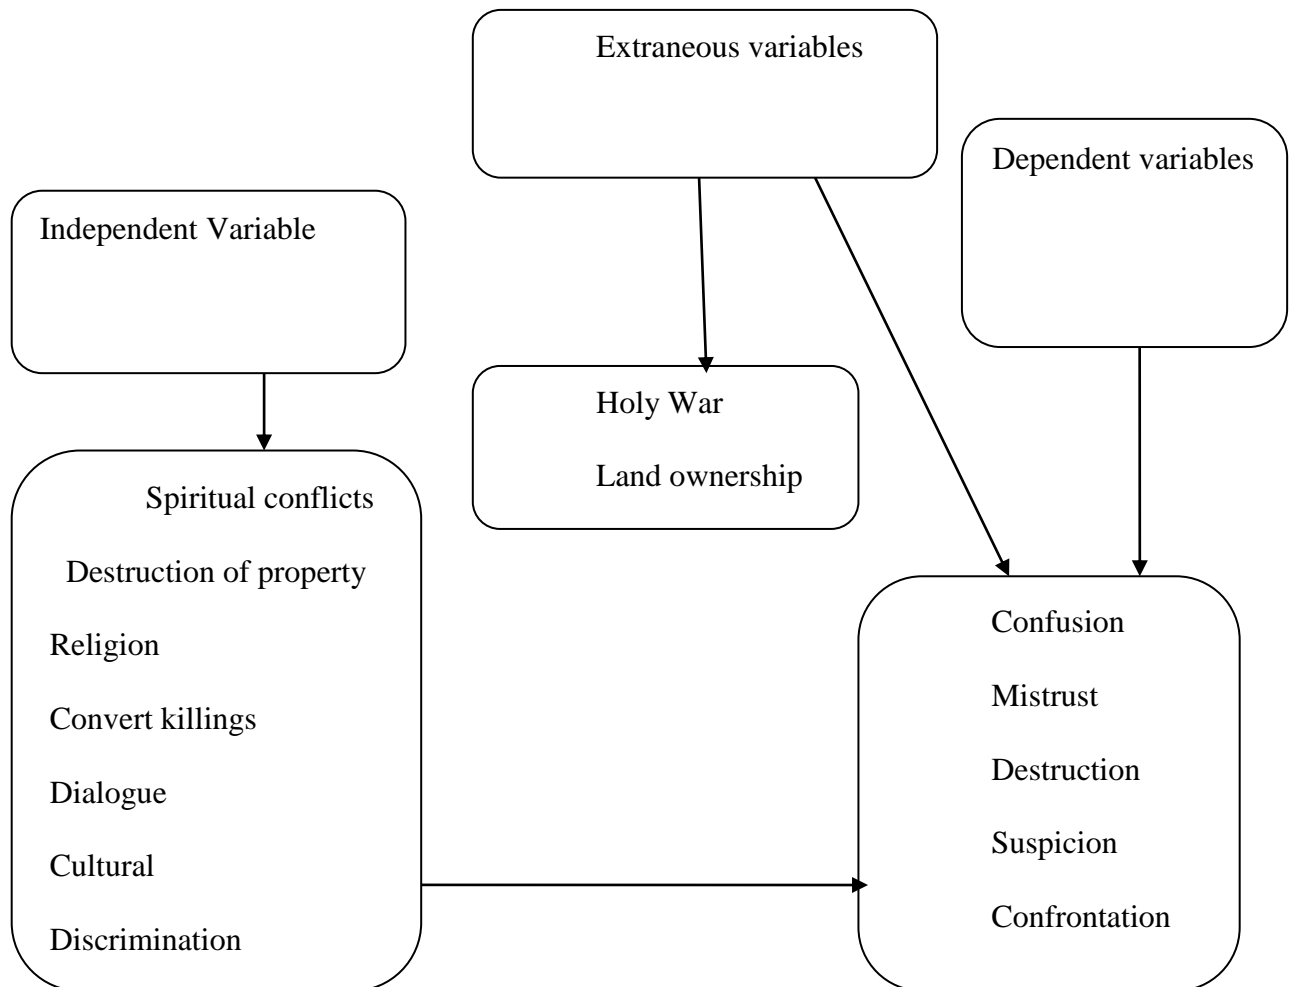 Extraneous variables
Dependent variables
Independent Variable
Holy War
Land ownership
Spiritual conflicts
Destruction of property
Religion
Convert killings
Dialogue
Cultural
Discrimination
Confusion
Mistrust
Destruction
Suspicion
Confrontation